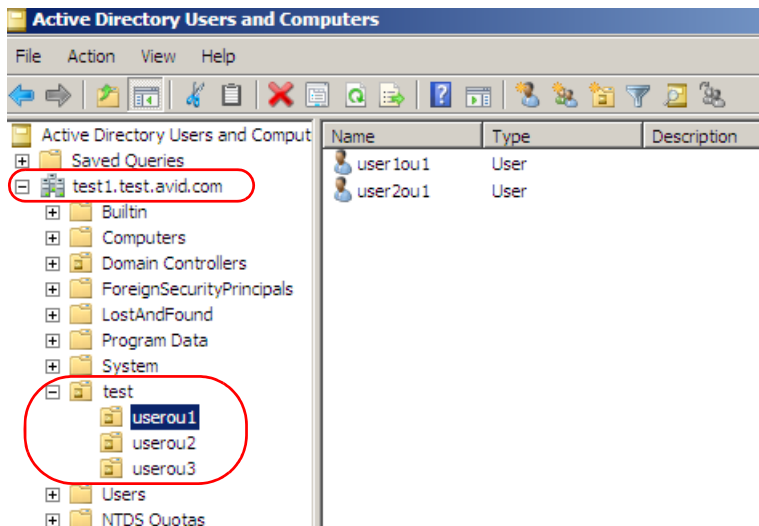 Active Directory Users and Computers
File Action View Help
Active Directory Users and Comput
Saved Queries
test1.test.avid.com
Builtin
Computers
Domain Controllers
ForeignSecurityPrincipals
LostAndFound
Program Data
System
test
userou1
userou2
userou3
Users
NTDS Quotas
Name Type Description
user1ou1 User
user2ou1 User